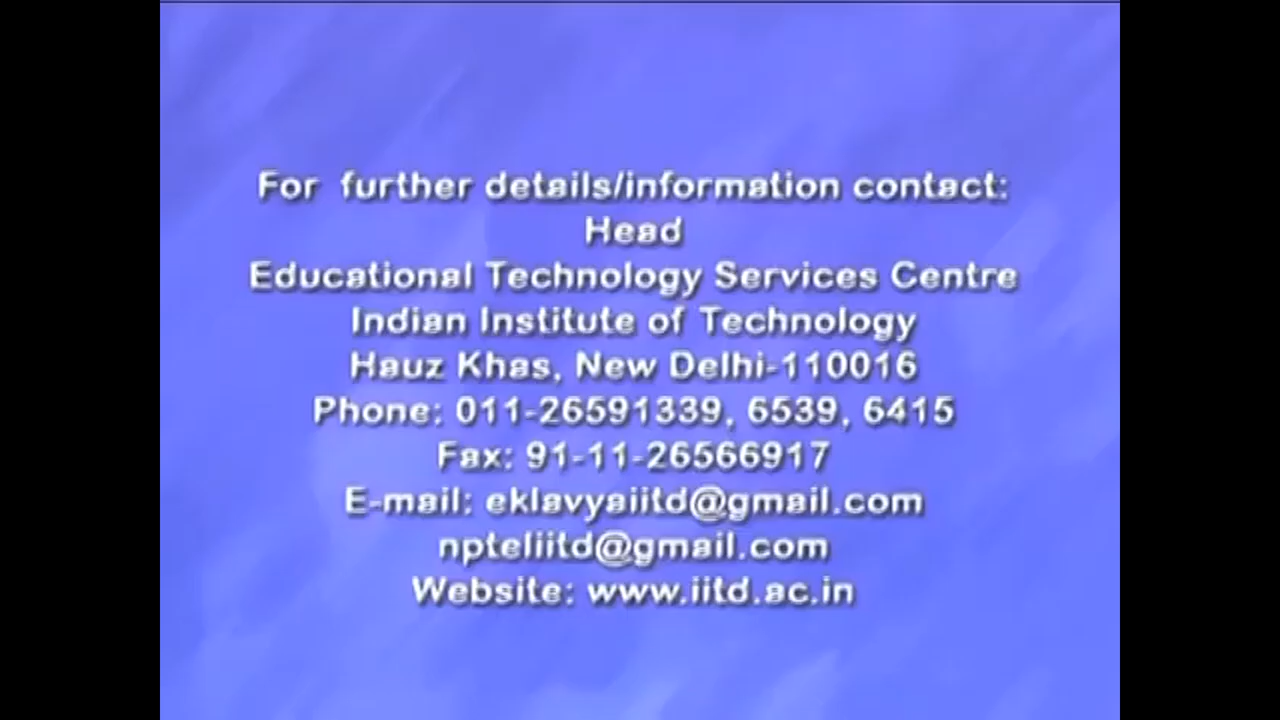 For further details/information contact:
Head
Educational Technology Services Centre
Indian Institute of Technology
Hauz Khas, New Delhi-110016
Phone: 011-26591339, 6539, 6415
Fax: 91-11-26566917
E-mail: eklavyaiitd@gmail.com
npteliitd@gmail.com
Website: www.iitd.ac.in